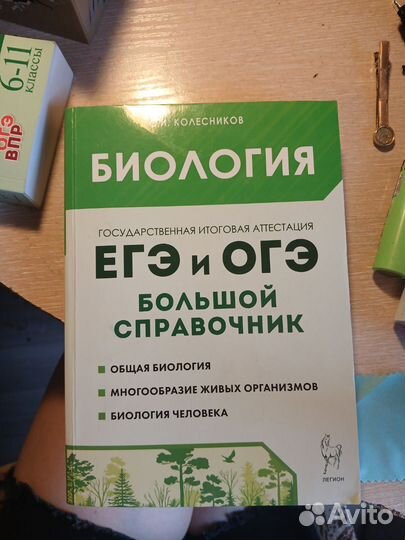 6-11
КЛАССЫ
ОГЭ
ВПР
И. КОЛЕСНИКОВ
БИОЛОГИЯ
ГОСУДАРСТВЕННАЯ ИТОГОВАЯ АТТЕСТАЦИЯ
ЕГЭ и ОГЭ
БОЛЬШОЙ
СПРАВОЧНИК
ОБЩАЯ БИОЛОГИЯ
МНОГООБРАЗИЕ ЖИВЫХ ОРГАНИЗМОВ
БИОЛОГИЯ ЧЕЛОВЕКА
ЛЕГИОН
Avito